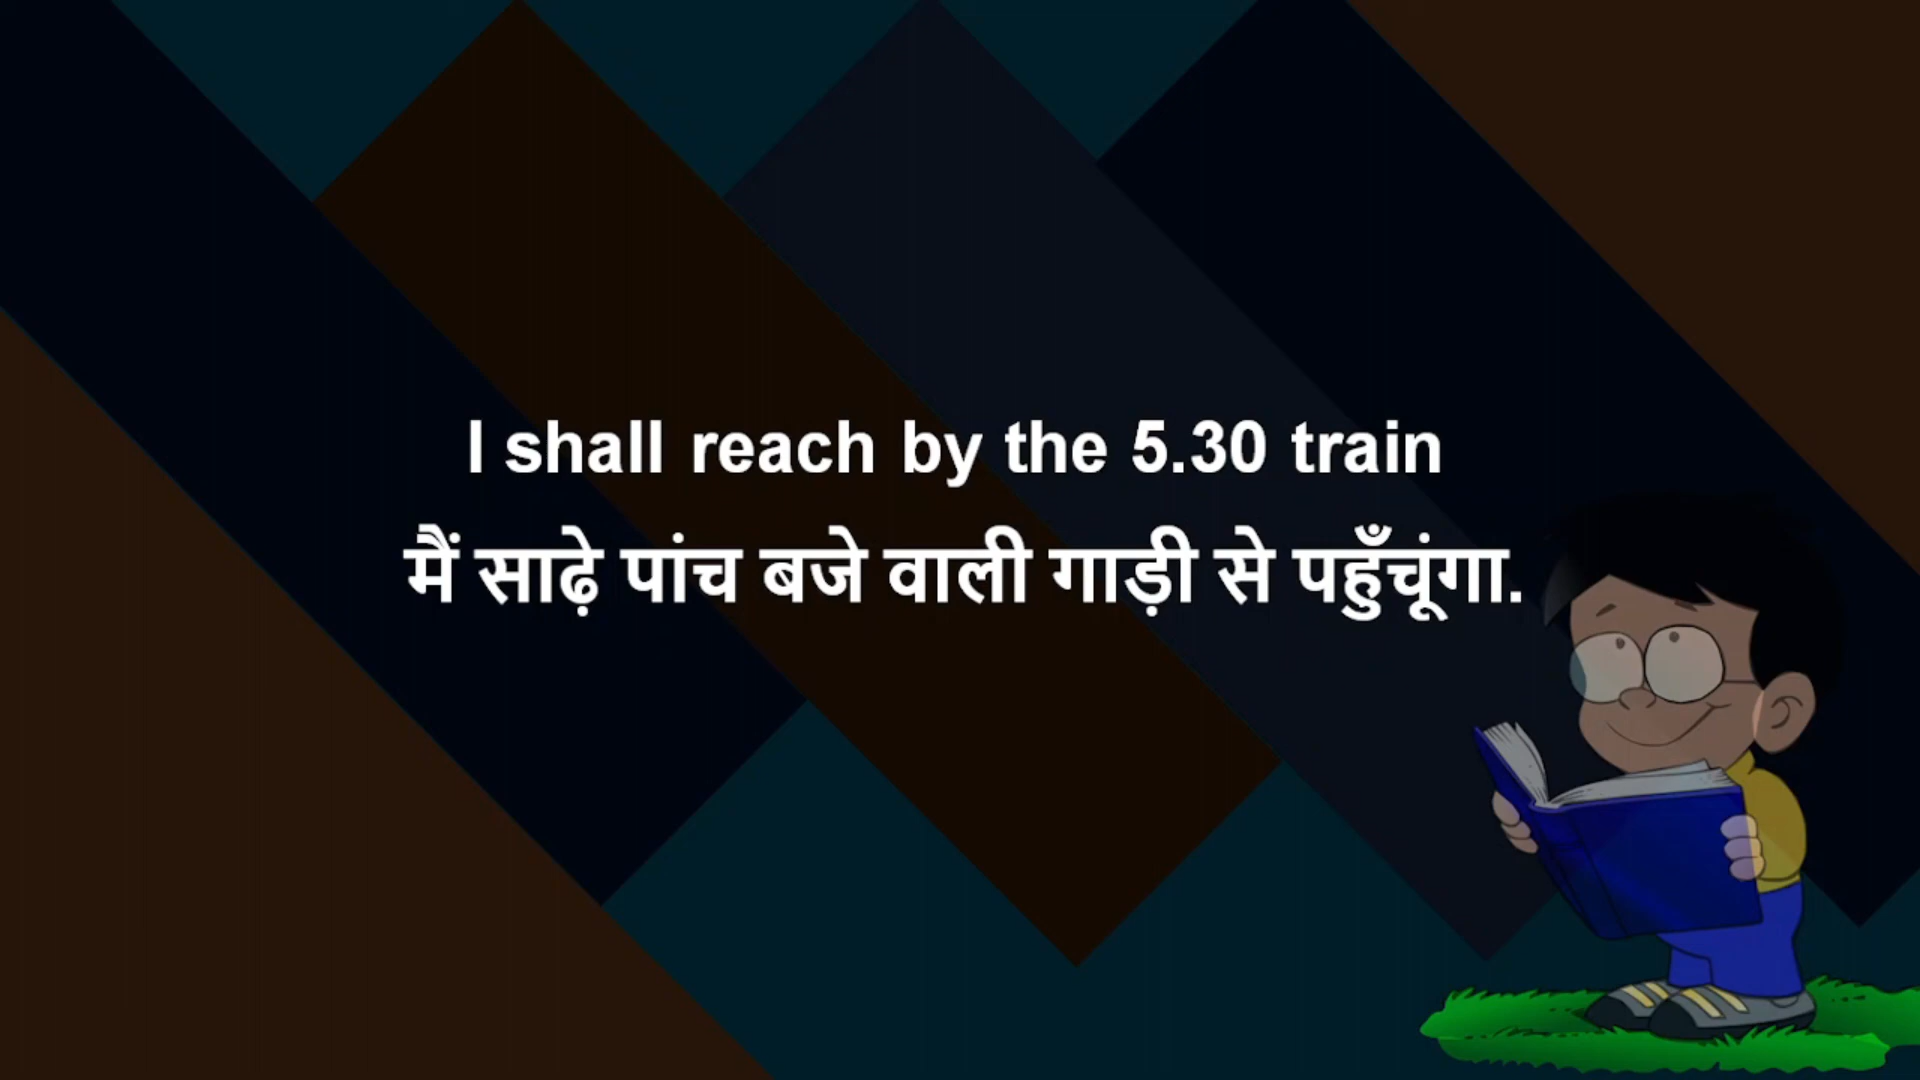 I shall reach by the 5.30 train
मैं साढ़े पांच बजे वाली गाड़ी से पहुँचूंगा.